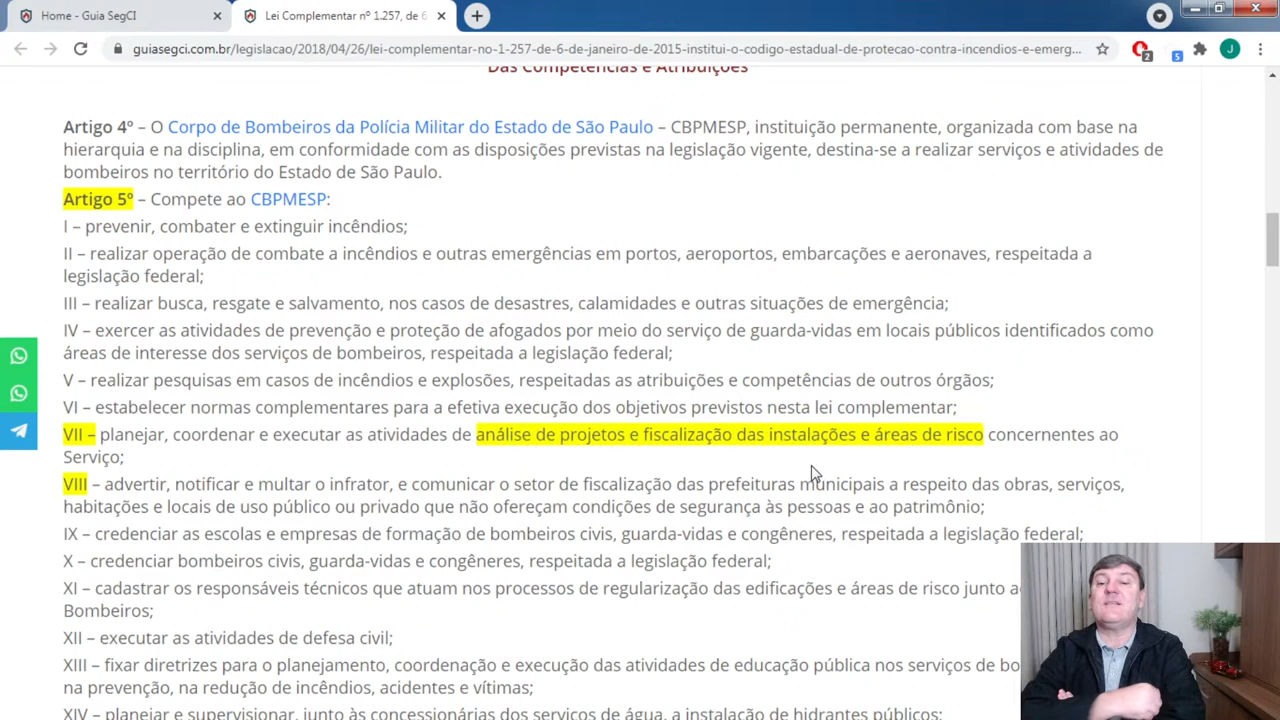 Home - Guia SegCI
Lei Complementar nº 1.257, de 6
guiasegci.com.br/legislacao/2018/04/26/lei-complementar-no-1-257-de-6-de-janeiro-de-2015-institui-o-codigo-estadual-de-protecao-contra-incendios-e-emerg...
2
5
J
Das Competências e Atribuições
Artigo 4º – O Corpo de Bombeiros da Polícia Militar do Estado de São Paulo – CBPMESP, instituição permanente, organizada com base na
hierarquia e na disciplina, em conformidade com as disposições previstas na legislação vigente, destina-se a realizar serviços e atividades de
bombeiros no território do Estado de São Paulo.
Artigo 5º – Compete ao CBPMESP:
I – prevenir, combater e extinguir incêndios;
II – realizar operação de combate a incêndios e outras emergências em portos, aeroportos, embarcações e aeronaves, respeitada a
legislação federal;
III – realizar busca, resgate e salvamento, nos casos de desastres, calamidades e outras situações de emergência;
IV – exercer as atividades de prevenção e proteção de afogados por meio do serviço de guarda-vidas em locais públicos identificados como
áreas de interesse dos serviços de bombeiros, respeitada a legislação federal;
V – realizar pesquisas em casos de incêndios e explosões, respeitadas as atribuições e competências de outros órgãos;
VI – estabelecer normas complementares para a efetiva execução dos objetivos previstos nesta lei complementar;
VII – planejar, coordenar e executar as atividades de análise de projetos e fiscalização das instalações e áreas de risco concernentes ao
Serviço;
VIII – advertir, notificar e multar o infrator, e comunicar o setor de fiscalização das prefeituras municipais a respeito das obras, serviços,
habitações e locais de uso público ou privado que não ofereçam condições de segurança às pessoas e ao patrimônio;
IX – credenciar as escolas e empresas de formação de bombeiros civis, guarda-vidas e congêneres, respeitada a legislação federal;
X – credenciar bombeiros civis, guarda-vidas e congêneres, respeitada a legislação federal;
XI – cadastrar os responsáveis técnicos que atuam nos processos de regularização das edificações e áreas de risco junto
Bombeiros;
XII – executar as atividades de defesa civil;
XIII – fixar diretrizes para o planejamento, coordenação e execução das atividades de educação pública nos serviços de
na prevenção, na redução de incêndios, acidentes e vítimas;
XIV – planejar e supervisionar, junto às concessionárias dos serviços de água, a instalação de hidrantes públicos;